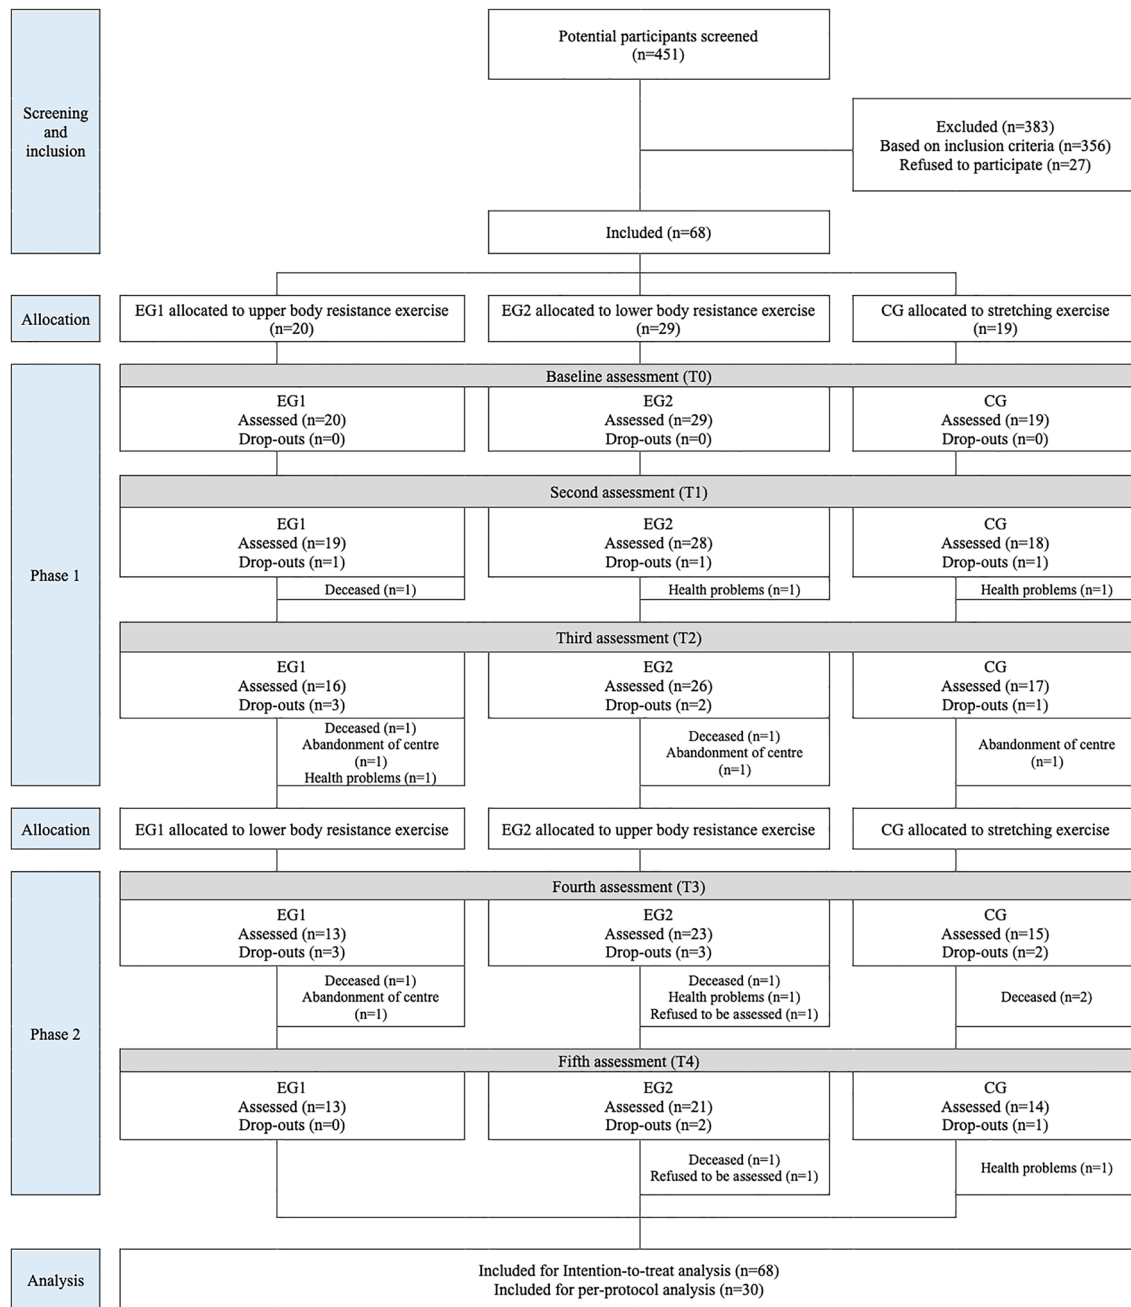 Potential participants screened
(n=451)
Screening
and
inclusion
Excluded (n=383)
Based on inclusion criteria (n=356)
Refused to participate (n=27)
Included (n=68)
Allocation
EG1 allocated to upper body resistance exercise
(n=20)
EG2 allocated to lower body resistance exercise
(n=29)
CG allocated to stretching exercise
(n=19)
Phase 1
Baseline assessment (T0)
EG1
Assessed (n=20)
Drop-outs (n=0)
EG2
Assessed (n=29)
Drop-outs (n=0)
CG
Assessed (n=19)
Drop-outs (n=0)
Second assessment (T1)
EG1
Assessed (n=19)
Drop-outs (n=1)
Deceased (n=1)
EG2
Assessed (n=28)
Drop-outs (n=1)
Health problems (n=1)
CG
Assessed (n=18)
Drop-outs (n=1)
Health problems (n=1)
Third assessment (T2)
EG1
Assessed (n=16)
Drop-outs (n=3)
Deceased (n=1)
Abandonment of centre
(n=1)
Health problems (n=1)
EG2
Assessed (n=26)
Drop-outs (n=2)
Deceased (n=1)
Abandonment of centre
(n=1)
CG
Assessed (n=17)
Drop-outs (n=1)
Abandonment of centre
(n=1)
Allocation
EG1 allocated to lower body resistance exercise
EG2 allocated to upper body resistance exercise
CG allocated to stretching exercise
Phase 2
Fourth assessment (T3)
EG1
Assessed (n=13)
Drop-outs (n=3)
Deceased (n=1)
Abandonment of centre
(n=1)
EG2
Assessed (n=23)
Drop-outs (n=3)
Deceased (n=1)
Health problems (n=1)
Refused to be assessed (n=1)
CG
Assessed (n=15)
Drop-outs (n=2)
Deceased (n=2)
Fifth assessment (T4)
EG1
Assessed (n=13)
Drop-outs (n=0)
EG2
Assessed (n=21)
Drop-outs (n=2)
Deceased (n=1)
Refused to be assessed (n=1)
CG
Assessed (n=14)
Drop-outs (n=1)
Health problems (n=1)
Analysis
Included for Intention-to-treat analysis (n=68)
Included for per-protocol analysis (n=30)